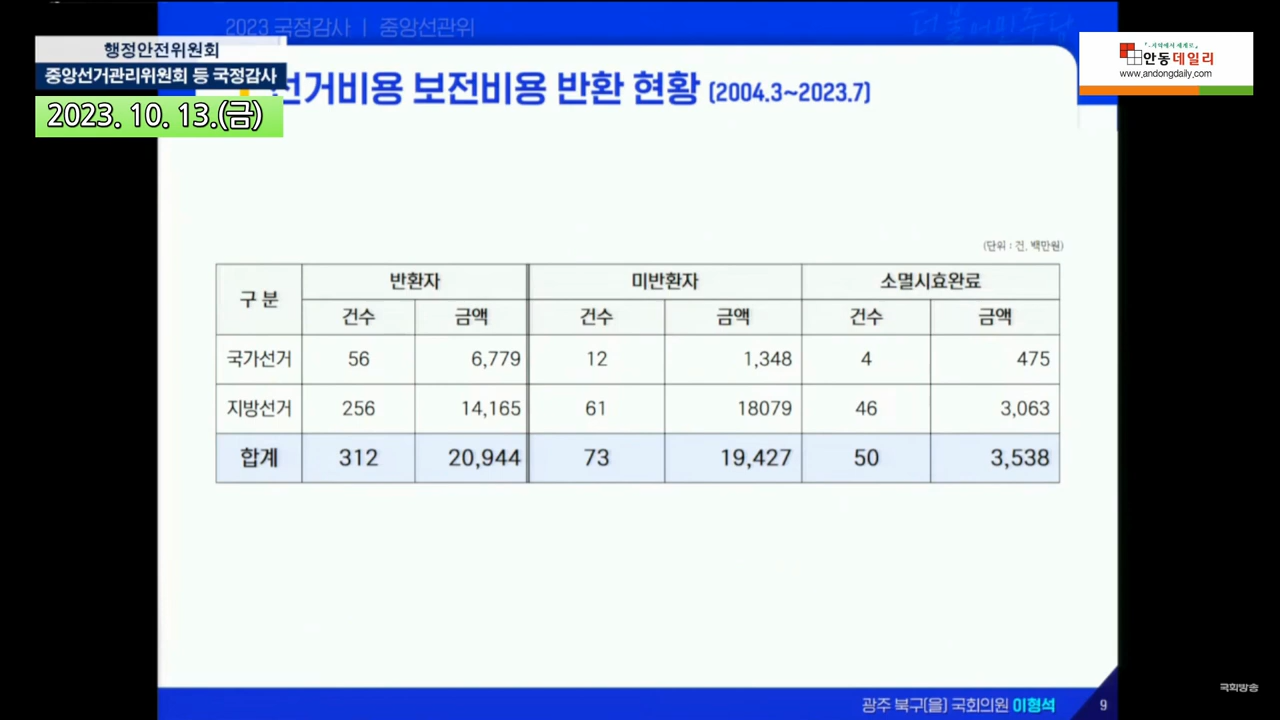 2023 국정감사 | 중앙선관위
더불어민주당
행정안전위원회
중앙선거관리위원회 등 국정감사
2023. 10. 13.(금)
안동데일리
www.andongdaily.com
선거비용 보전비용 반환 현황 (2004.3~2023.7)
(단위 : 건, 백만원)
구 분 반환자 미반환자 소멸시효완료
건수 금액 건수 금액 건수 금액
국가선거 56 6,779 12 1,348 4 475
지방선거 256 14,165 61 18079 46 3,063
합계 312 20,944 73 19,427 50 3,538
광주 북구(을) 국회의원 이형석 9
국회방송